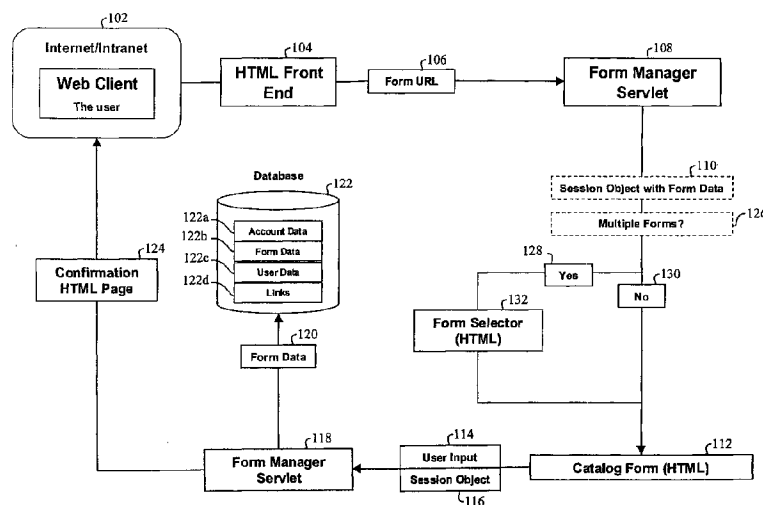 102
Internet/Intranet
Web Client
The user
104
HTML Front
End
106
Form URL
108
Form Manager
Servlet
110
Session Object with Form Data
126
Multiple Forms?
128
Yes
130
No
132
Form Selector
(HTML)
Database
122
122a
Account Data
122b
Form Data
122c
User Data
122d
Links
124
Confirmation
HTML Page
120
Form Data
118
Form Manager
Servlet
114
User Input
Session Object
116
112
Catalog Form (HTML)